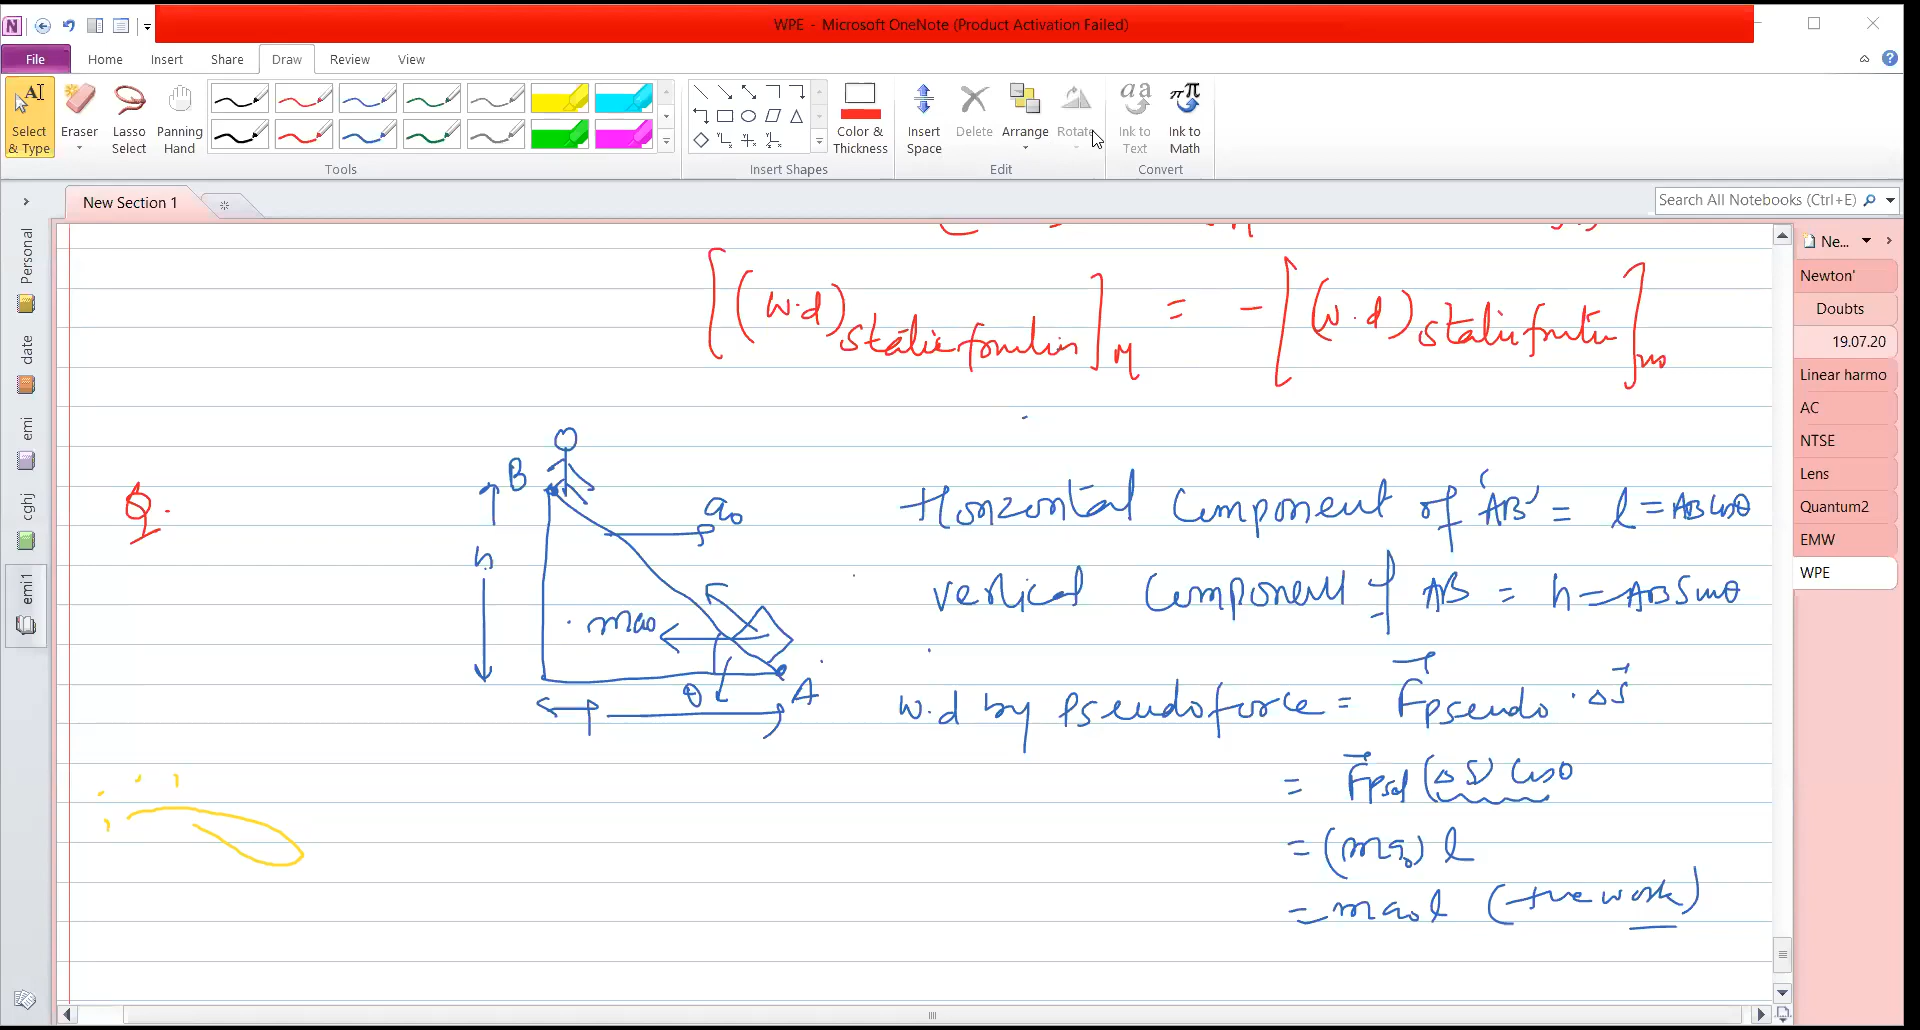 WPE - Microsoft OneNote (Product Activation Failed)
File Home Insert Share Draw Review View
Select & Type
Eraser
Lasso Select
Panning Hand
Color & Thickness
Insert Space
Delete
Arrange
Rotate
Ink to Text
Ink to Math
Tools
Insert Shapes
Edit
Convert
New Section 1
Search All Notebooks (Ctrl+E)
Personal
date
emi
cghj
emi1
Ne...
Newton'
Doubts
19.07.20
Linear harmo
AC
NTSE
Lens
Quantum2
EMW
WPE
[(w.d) static friction]M = - [(w.d) static friction]m
Q.
B
h
a₀
ma₀
θ
A
Horizontal Component of 'AB' = l = AB cosθ
vertical Component of AB = h = AB Sinθ
w.d by pseudoforce = F⃗pseudo . ΔS⃗
= F⃗psd (ΔS) Cosθ
= (ma₀) l
= ma₀l (+ve work)